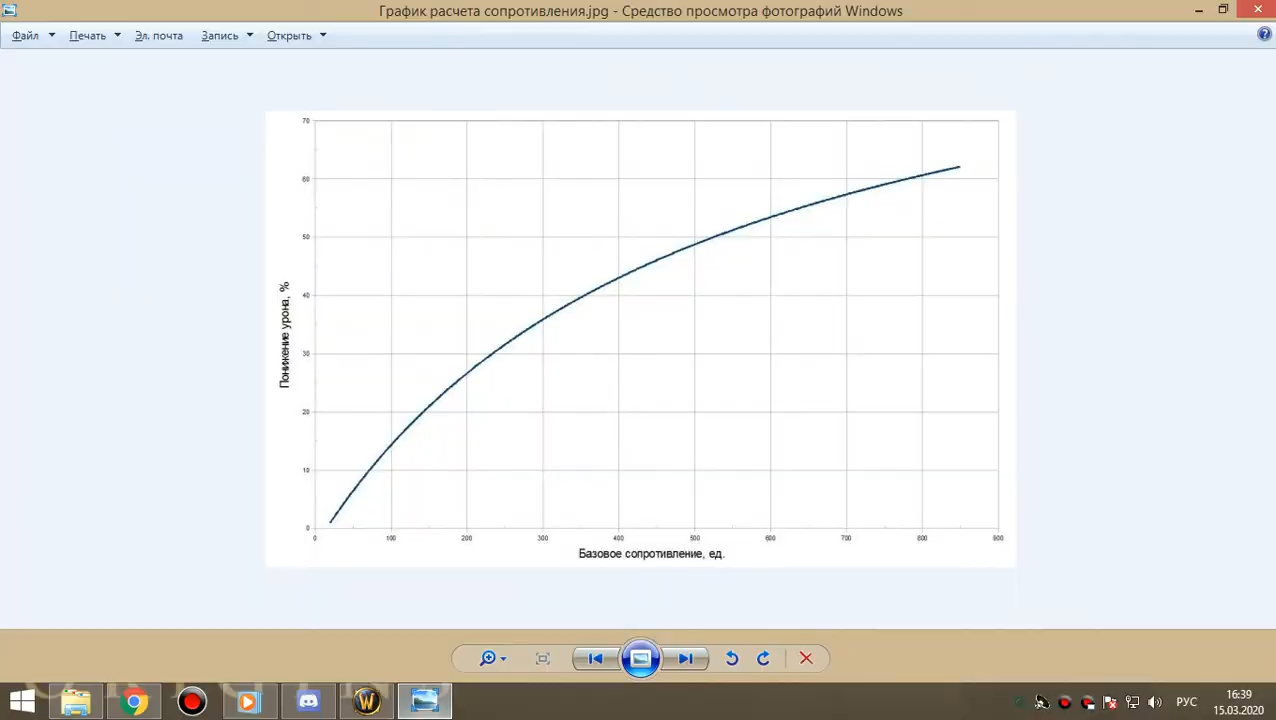 График расчета сопротивления.jpg - Средство просмотра фотографий Windows
Файл Печать Эл. почта Запись Открыть
70
60
50
40
30
20
10
0
Понижение урона, %
0 100 200 300 400 500 600 700 800 900
Базовое сопротивление, ед.
РУС
16:39
15.03.2020